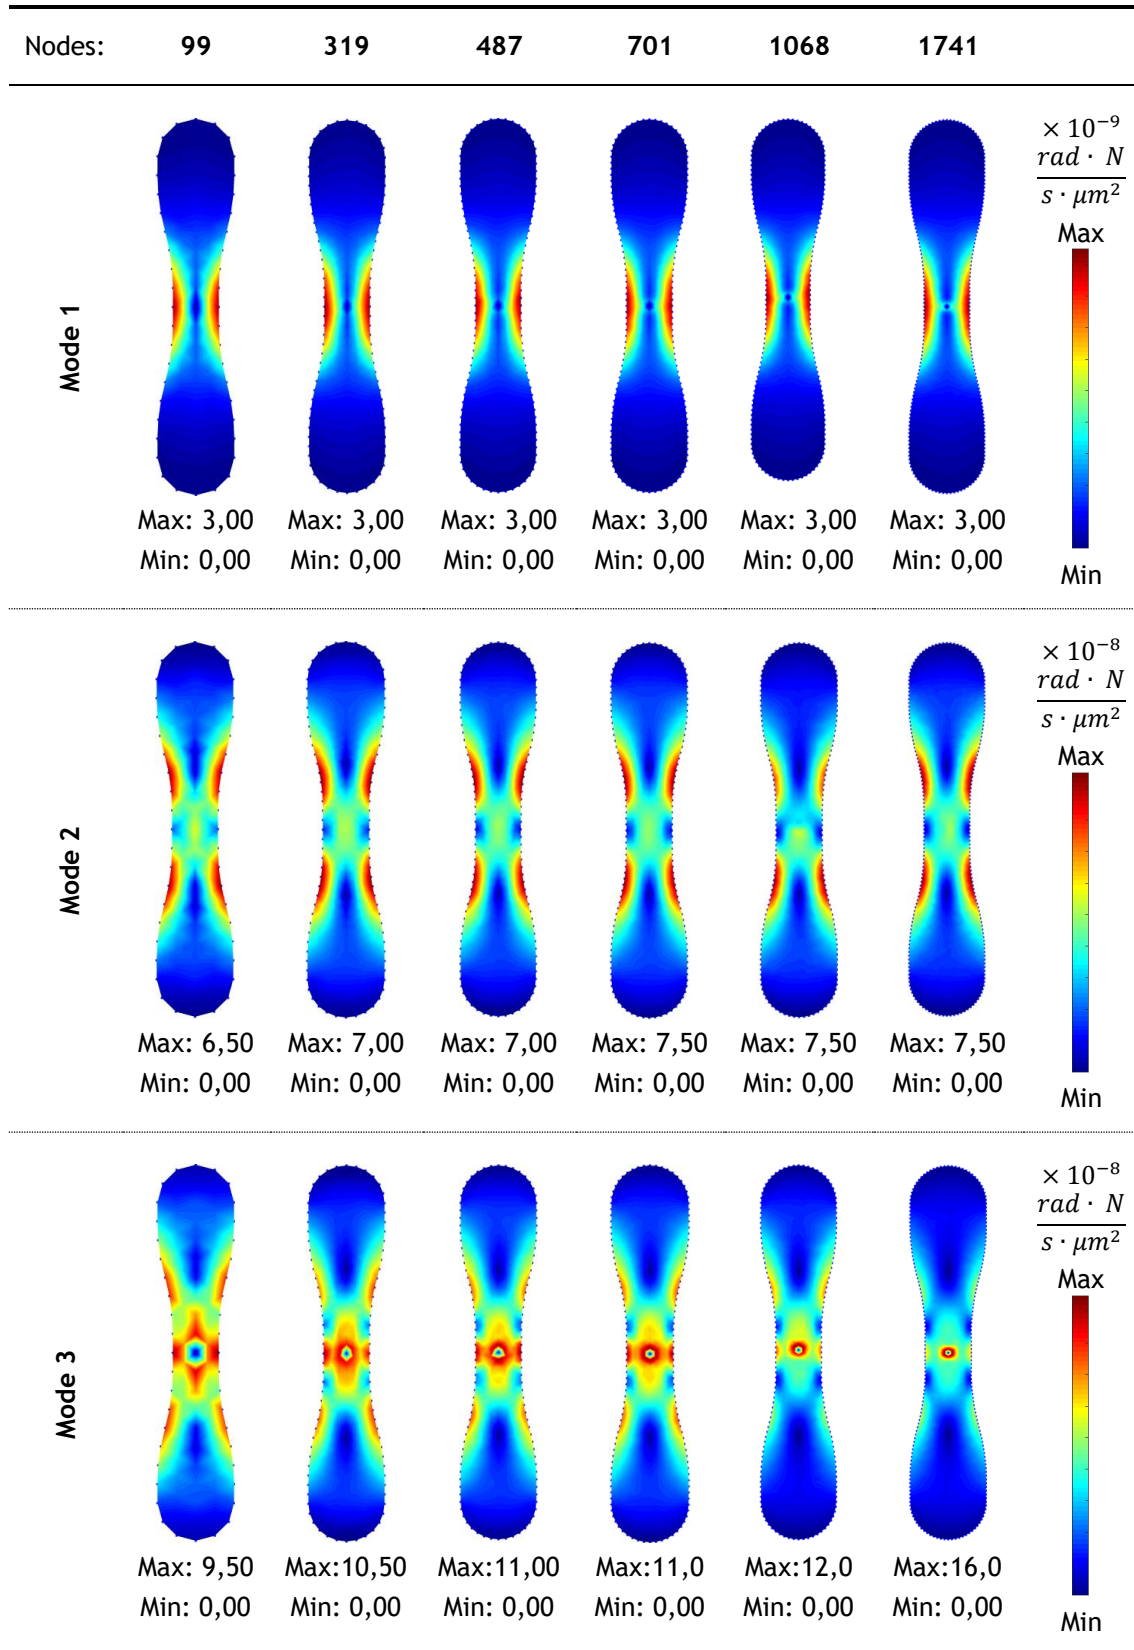 Nodes: 99 319 487 701 1068 1741
Mode 1
× 10⁻⁹
rad · N
s · μm²
Max
Min
Max: 3,00 Max: 3,00 Max: 3,00 Max: 3,00 Max: 3,00 Max: 3,00
Min: 0,00 Min: 0,00 Min: 0,00 Min: 0,00 Min: 0,00 Min: 0,00
Mode 2
× 10⁻⁸
rad · N
s · μm²
Max
Min
Max: 6,50 Max: 7,00 Max: 7,00 Max: 7,50 Max: 7,50 Max: 7,50
Min: 0,00 Min: 0,00 Min: 0,00 Min: 0,00 Min: 0,00 Min: 0,00
Mode 3
× 10⁻⁸
rad · N
s · μm²
Max
Min
Max: 9,50 Max:10,50 Max:11,00 Max:11,0 Max:12,0 Max:16,0
Min: 0,00 Min: 0,00 Min: 0,00 Min: 0,00 Min: 0,00 Min: 0,00